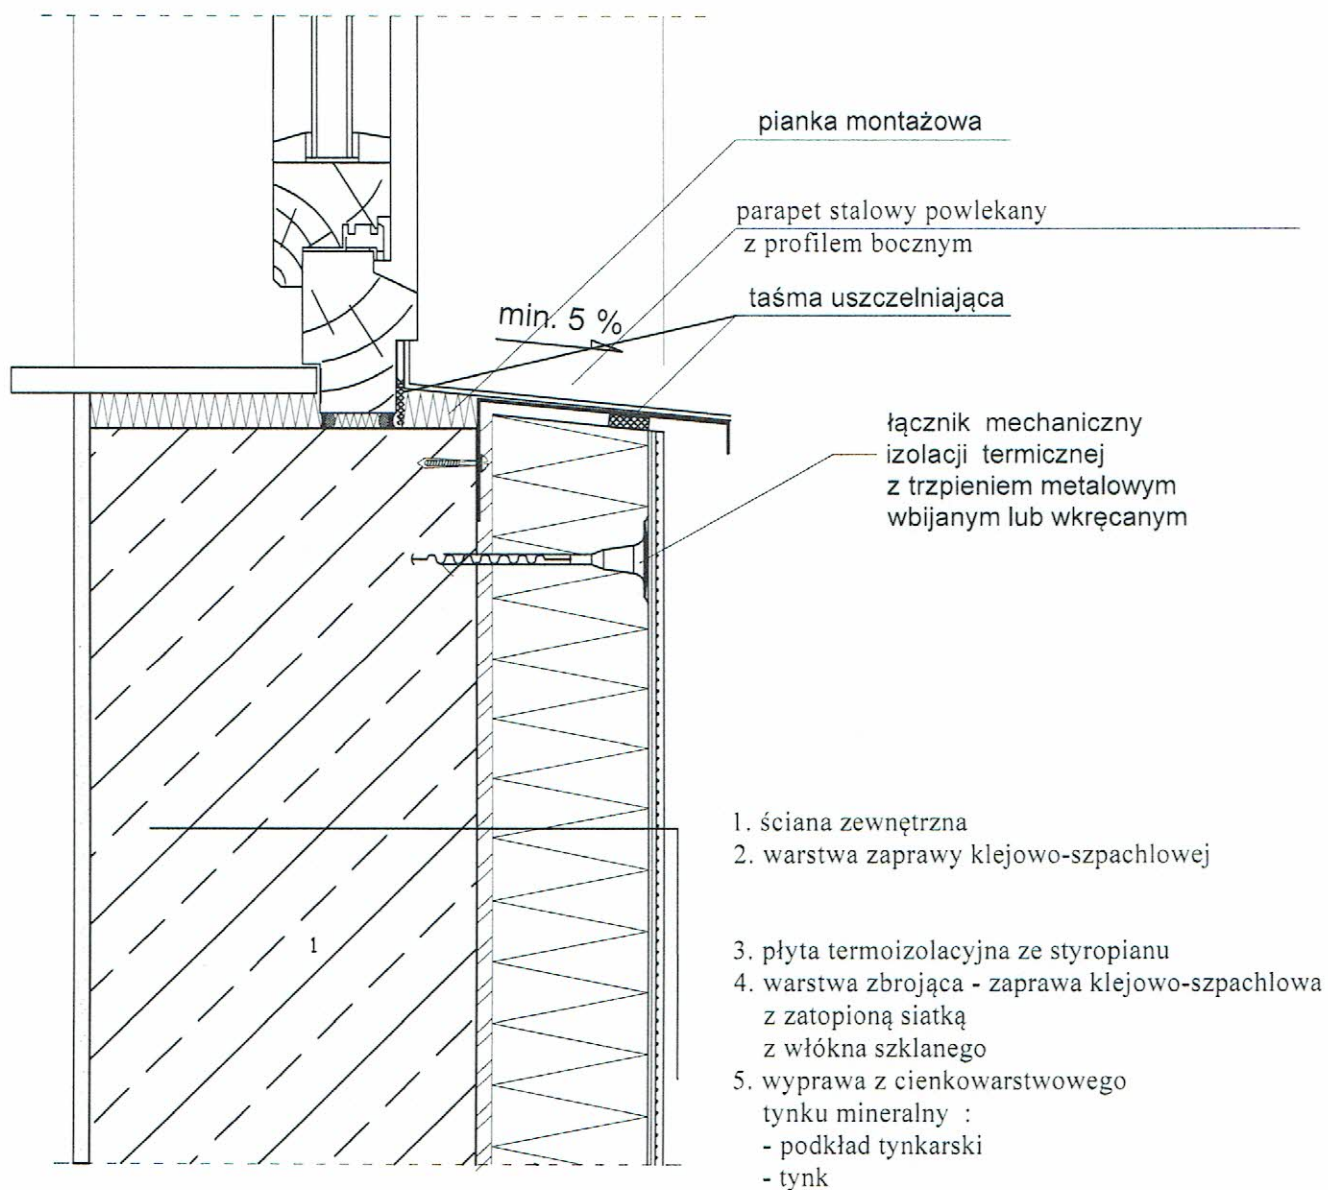 pianka montażowa
parapet stalowy powlekany
z profilem bocznym
taśma uszczelniająca
min. 5 %
łącznik mechaniczny
izolacji termicznej
z trzpieniem metalowym
wbijanym lub wkręcanym
1. ściana zewnętrzna
2. warstwa zaprawy klejowo-szpachlowej
1
3. płyta termoizolacyjna ze styropianu
4. warstwa zbrojąca - zaprawa klejowo-szpachlowa
z zatopioną siatką
z włókna szklanego
5. wyprawa z cienkowarstwowego
tynku mineralny :
- podkład tynkarski
- tynk